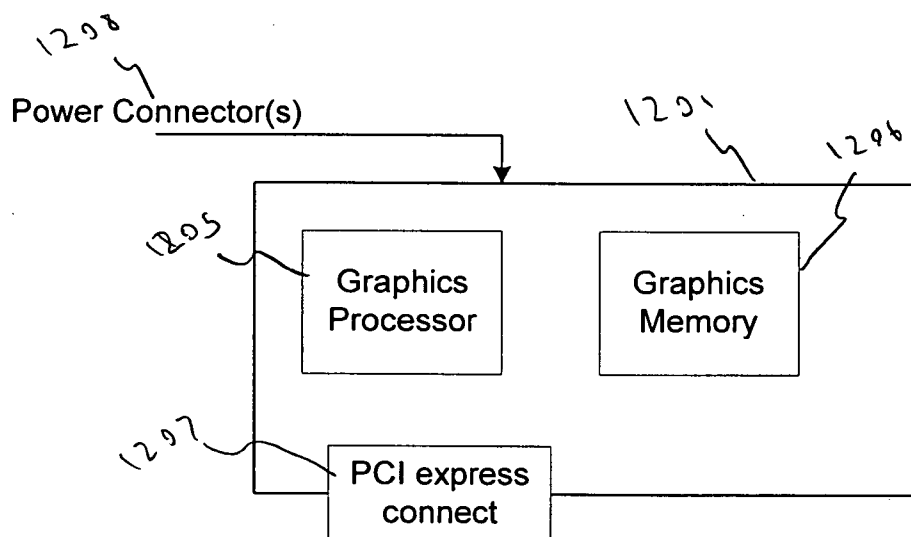 1208
Power Connector(s)
1201
1206
1205
Graphics
Processor
Graphics
Memory
1207
PCI express
connect